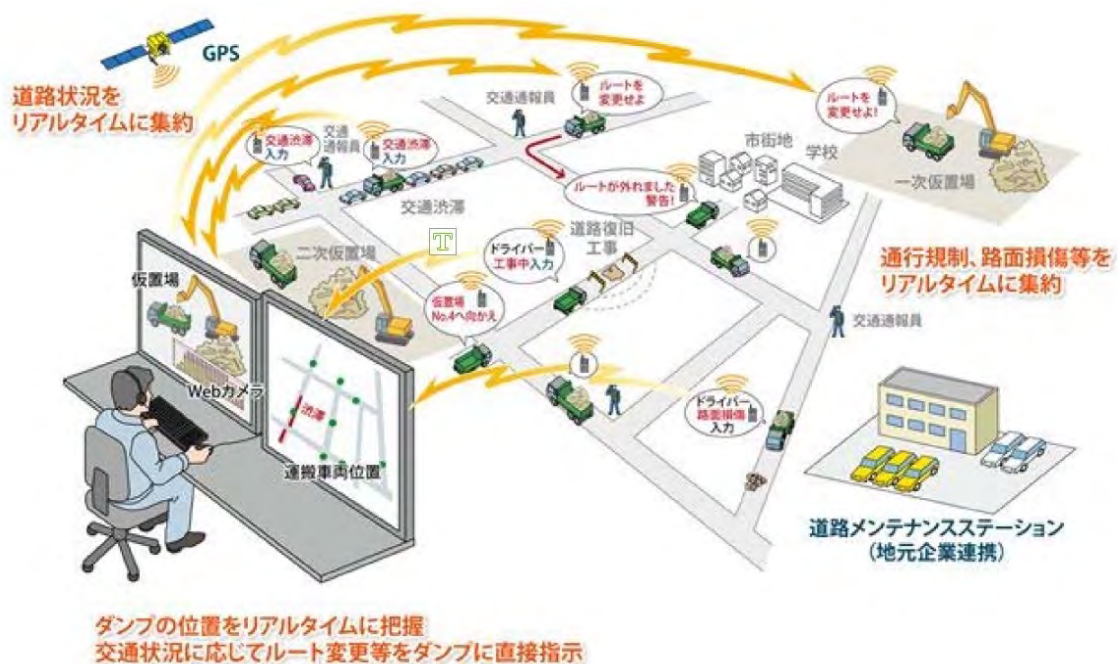 GPS
道路状況を
リアルタイムに集約
交通渋滞
入力
交通
通報員
交通渋滞
入力
交通通報員
ルートを
変更せよ
ルートを
変更せよ!
市街地
学校
一次仮置場
交通渋滞
ルートが外れました
警告!
二次仮置場
T
ドライバー
工事中入力
道路復旧
工事
通行規制、路面損傷等を
リアルタイムに集約
仮置場
仮置場
No.4へ向かえ
交通通報員
Webカメラ
渋滞
運搬車両位置
ドライバー
路面損傷
入力
道路メンテナンスステーション
(地元企業連携)
ダンプの位置をリアルタイムに把握
交通状況に応じてルート変更等をダンプに直接指示